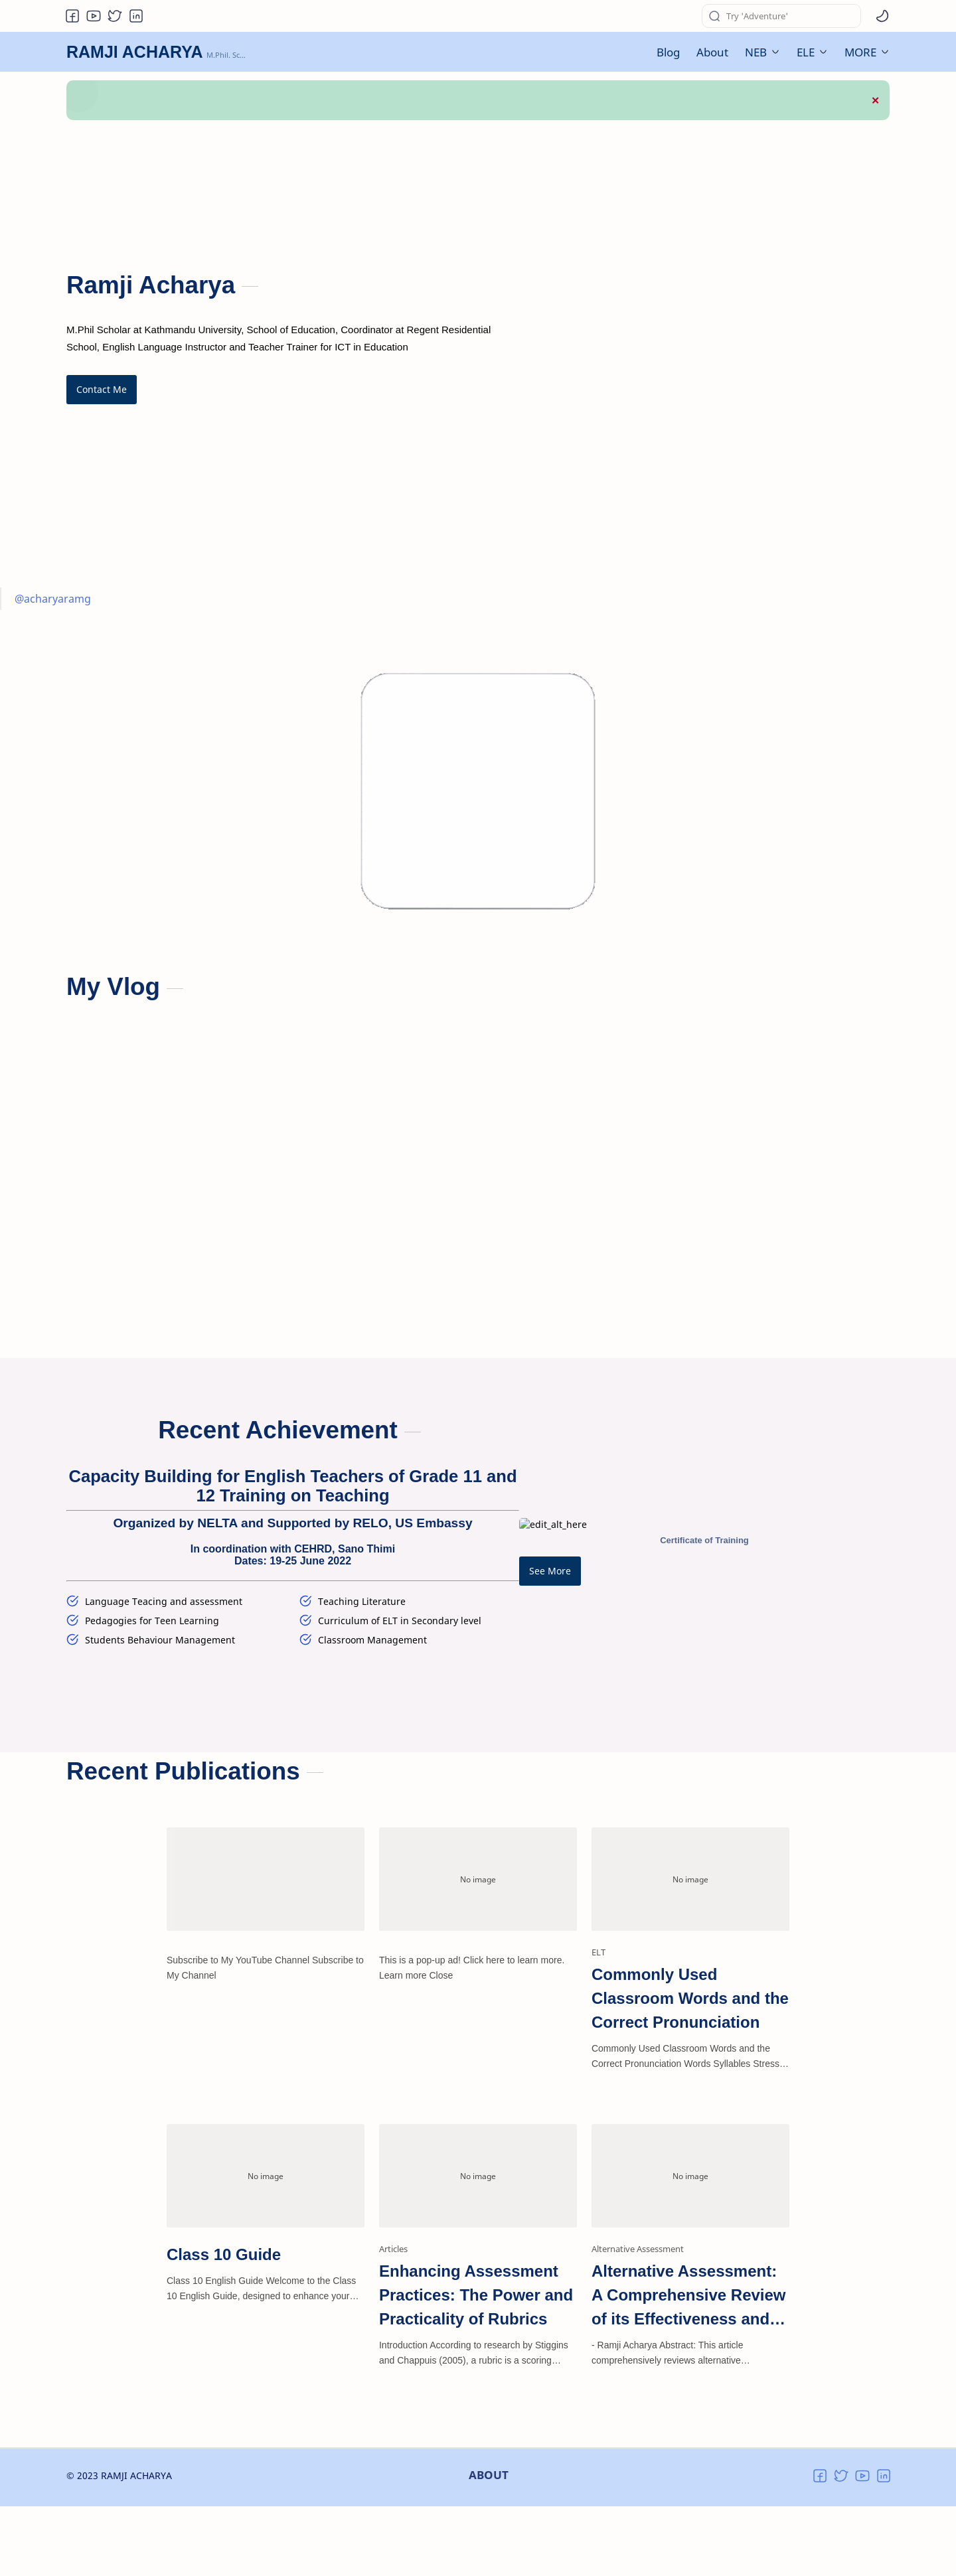 Try 'Adventure'
RAMJI ACHARYA M.Phil. Sc...
Blog About NEB ELE MORE
×
Ramji Acharya
M.Phil Scholar at Kathmandu University, School of Education, Coordinator at Regent Residential
School, English Language Instructor and Teacher Trainer for ICT in Education
Contact Me
@acharyaramg
My Vlog
Recent Achievement
Capacity Building for English Teachers of Grade 11 and
12 Training on Teaching
Organized by NELTA and Supported by RELO, US Embassy
In coordination with CEHRD, Sano Thimi
Dates: 19-25 June 2022
Language Teacing and assessment
Teaching Literature
Pedagogies for Teen Learning
Curriculum of ELT in Secondary level
Students Behaviour Management
Classroom Management
edit_alt_here
Certificate of Training
See More
Recent Publications
Subscribe to My YouTube Channel Subscribe to
My Channel
No image
This is a pop-up ad! Click here to learn more.
Learn more Close
No image
ELT
Commonly Used
Classroom Words and the
Correct Pronunciation
Commonly Used Classroom Words and the
Correct Pronunciation Words Syllables Stress…
No image
Class 10 Guide
Class 10 English Guide Welcome to the Class
10 English Guide, designed to enhance your…
No image
Articles
Enhancing Assessment
Practices: The Power and
Practicality of Rubrics
Introduction According to research by Stiggins
and Chappuis (2005), a rubric is a scoring…
No image
Alternative Assessment
Alternative Assessment:
A Comprehensive Review
of its Effectiveness and…
- Ramji Acharya Abstract: This article
comprehensively reviews alternative…
© 2023 RAMJI ACHARYA
ABOUT